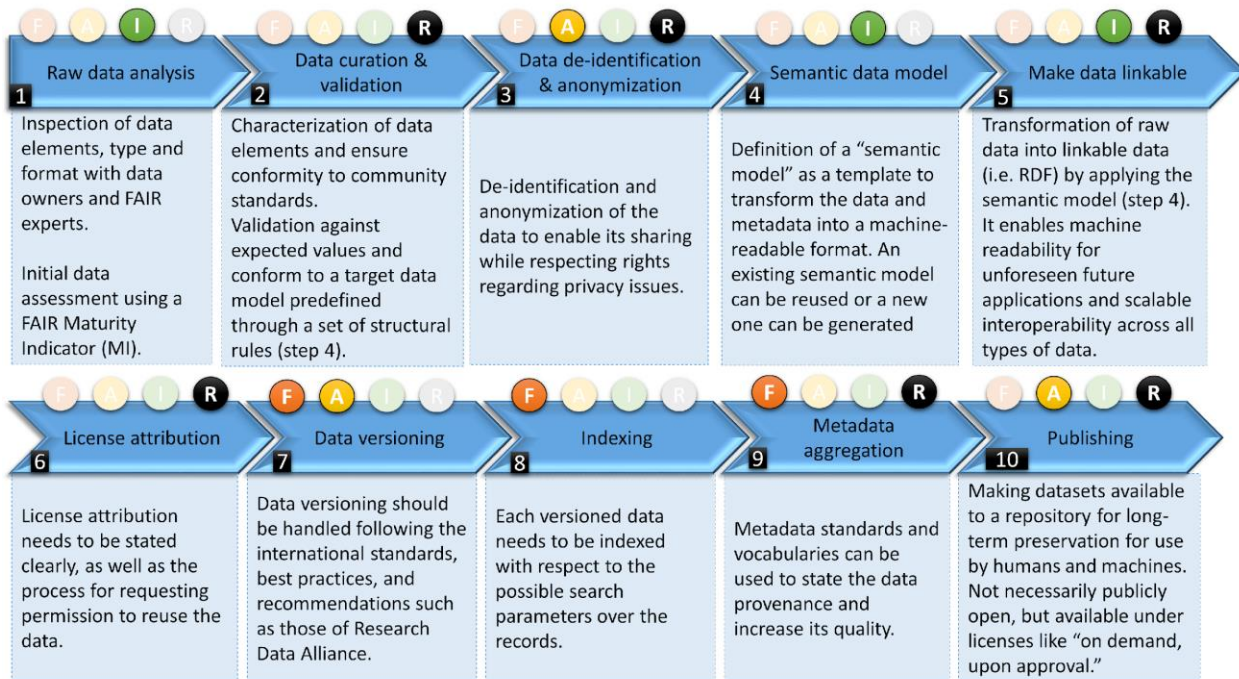 F A I R
Raw data analysis
1
Inspection of data
elements, type and
format with data
owners and FAIR
experts.
Initial data
assessment using a
FAIR Maturity
Indicator (MI).
F A I R
Data curation &
validation
2
Characterization of data
elements and ensure
conformity to community
standards.
Validation against
expected values and
conform to a target data
model predefined
through a set of structural
rules (step 4).
F A I R
Data de-identification
& anonymization
3
De-identification and
anonymization of the
data to enable its sharing
while respecting rights
regarding privacy issues.
F A I R
Semantic data model
4
Definition of a “semantic
model” as a template to
transform the data and
metadata into a machine-
readable format. An
existing semantic model
can be reused or a new
one can be generated
F A I R
Make data linkable
5
Transformation of raw
data into linkable data
(i.e. RDF) by applying the
semantic model (step 4).
It enables machine
readability for
unforeseen future
applications and scalable
interoperability across all
types of data.
F A I R
License attribution
6
License attribution
needs to be stated
clearly, as well as the
process for requesting
permission to reuse the
data.
F A I R
Data versioning
7
Data versioning should
be handled following the
international standards,
best practices, and
recommendations such
as those of Research
Data Alliance.
F A I R
Indexing
8
Each versioned data
needs to be indexed
with respect to the
possible search
parameters over the
records.
F A I R
Metadata
aggregation
9
Metadata standards and
vocabularies can be
used to state the data
provenance and
increase its quality.
F A I R
Publishing
10
Making datasets available
to a repository for long-
term preservation for use
by humans and machines.
Not necessarily publicly
open, but available under
licenses like “on demand,
upon approval.”